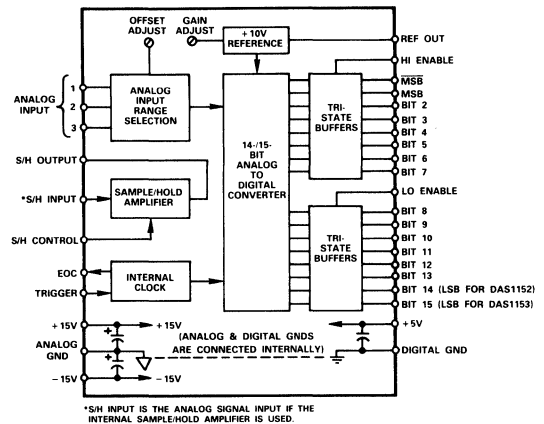 OFFSET ADJUST
GAIN ADJUST
+10V REFERENCE
REF OUT
HI ENABLE
ANALOG INPUT
1
2
3
ANALOG INPUT RANGE SELECTION
14-/15-BIT ANALOG TO DIGITAL CONVERTER
TRI-STATE BUFFERS
MSB
MSB
BIT 2
BIT 3
BIT 4
BIT 5
BIT 6
BIT 7
S/H OUTPUT
*S/H INPUT
SAMPLE/HOLD AMPLIFIER
S/H CONTROL
LO ENABLE
TRI-STATE BUFFERS
BIT 8
BIT 9
BIT 10
BIT 11
BIT 12
BIT 13
BIT 14 (LSB FOR DAS1152)
BIT 15 (LSB FOR DAS1153)
EOC
TRIGGER
INTERNAL CLOCK
+15V
+
+15V
ANALOG GND
+
-15V
-15V
(ANALOG & DIGITAL GNDS
ARE CONNECTED INTERNALLY)
+5V
DIGITAL GND
*S/H INPUT IS THE ANALOG SIGNAL INPUT IF THE
INTERNAL SAMPLE/HOLD AMPLIFIER IS USED.